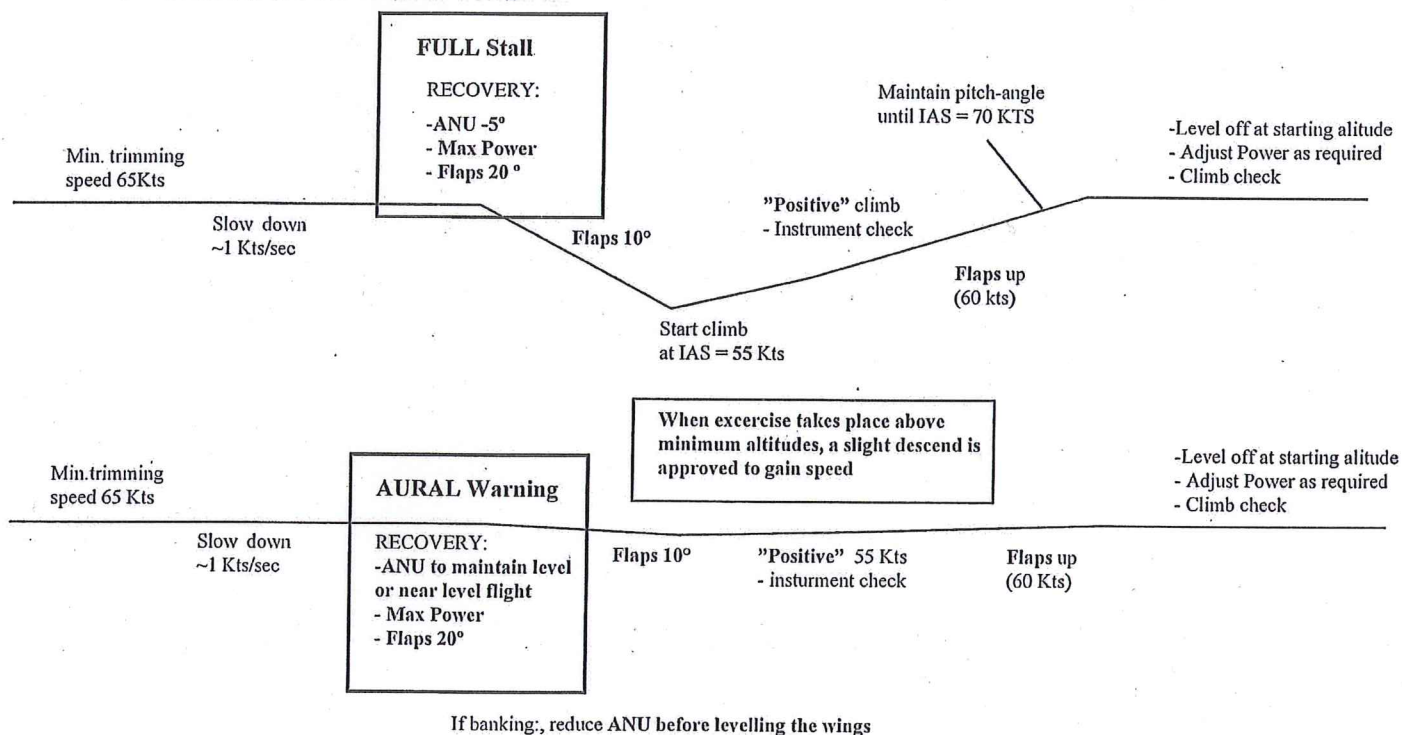 FULL Stall
RECOVERY:
-ANU -5°
- Max Power
- Flaps 20 °
Min. trimming
speed 65Kts
Slow down
~1 Kts/sec
Flaps 10°
Start climb
at IAS = 55 Kts
"Positive" climb
- Instrument check
Maintain pitch-angle
until IAS = 70 KTS
Flaps up
(60 kts)
-Level off at starting alitude
- Adjust Power as required
- Climb check
When excercise takes place above
minimum altitudes, a slight descend is
approved to gain speed
Min.trimming
speed 65 Kts
Slow down
~1 Kts/sec
AURAL Warning
RECOVERY:
-ANU to maintain level
or near level flight
- Max Power
- Flaps 20°
Flaps 10°
"Positive" 55 Kts
- insturment check
Flaps up
(60 Kts)
-Level off at starting alitude
- Adjust Power as required
- Climb check
If banking:, reduce ANU before levelling the wings